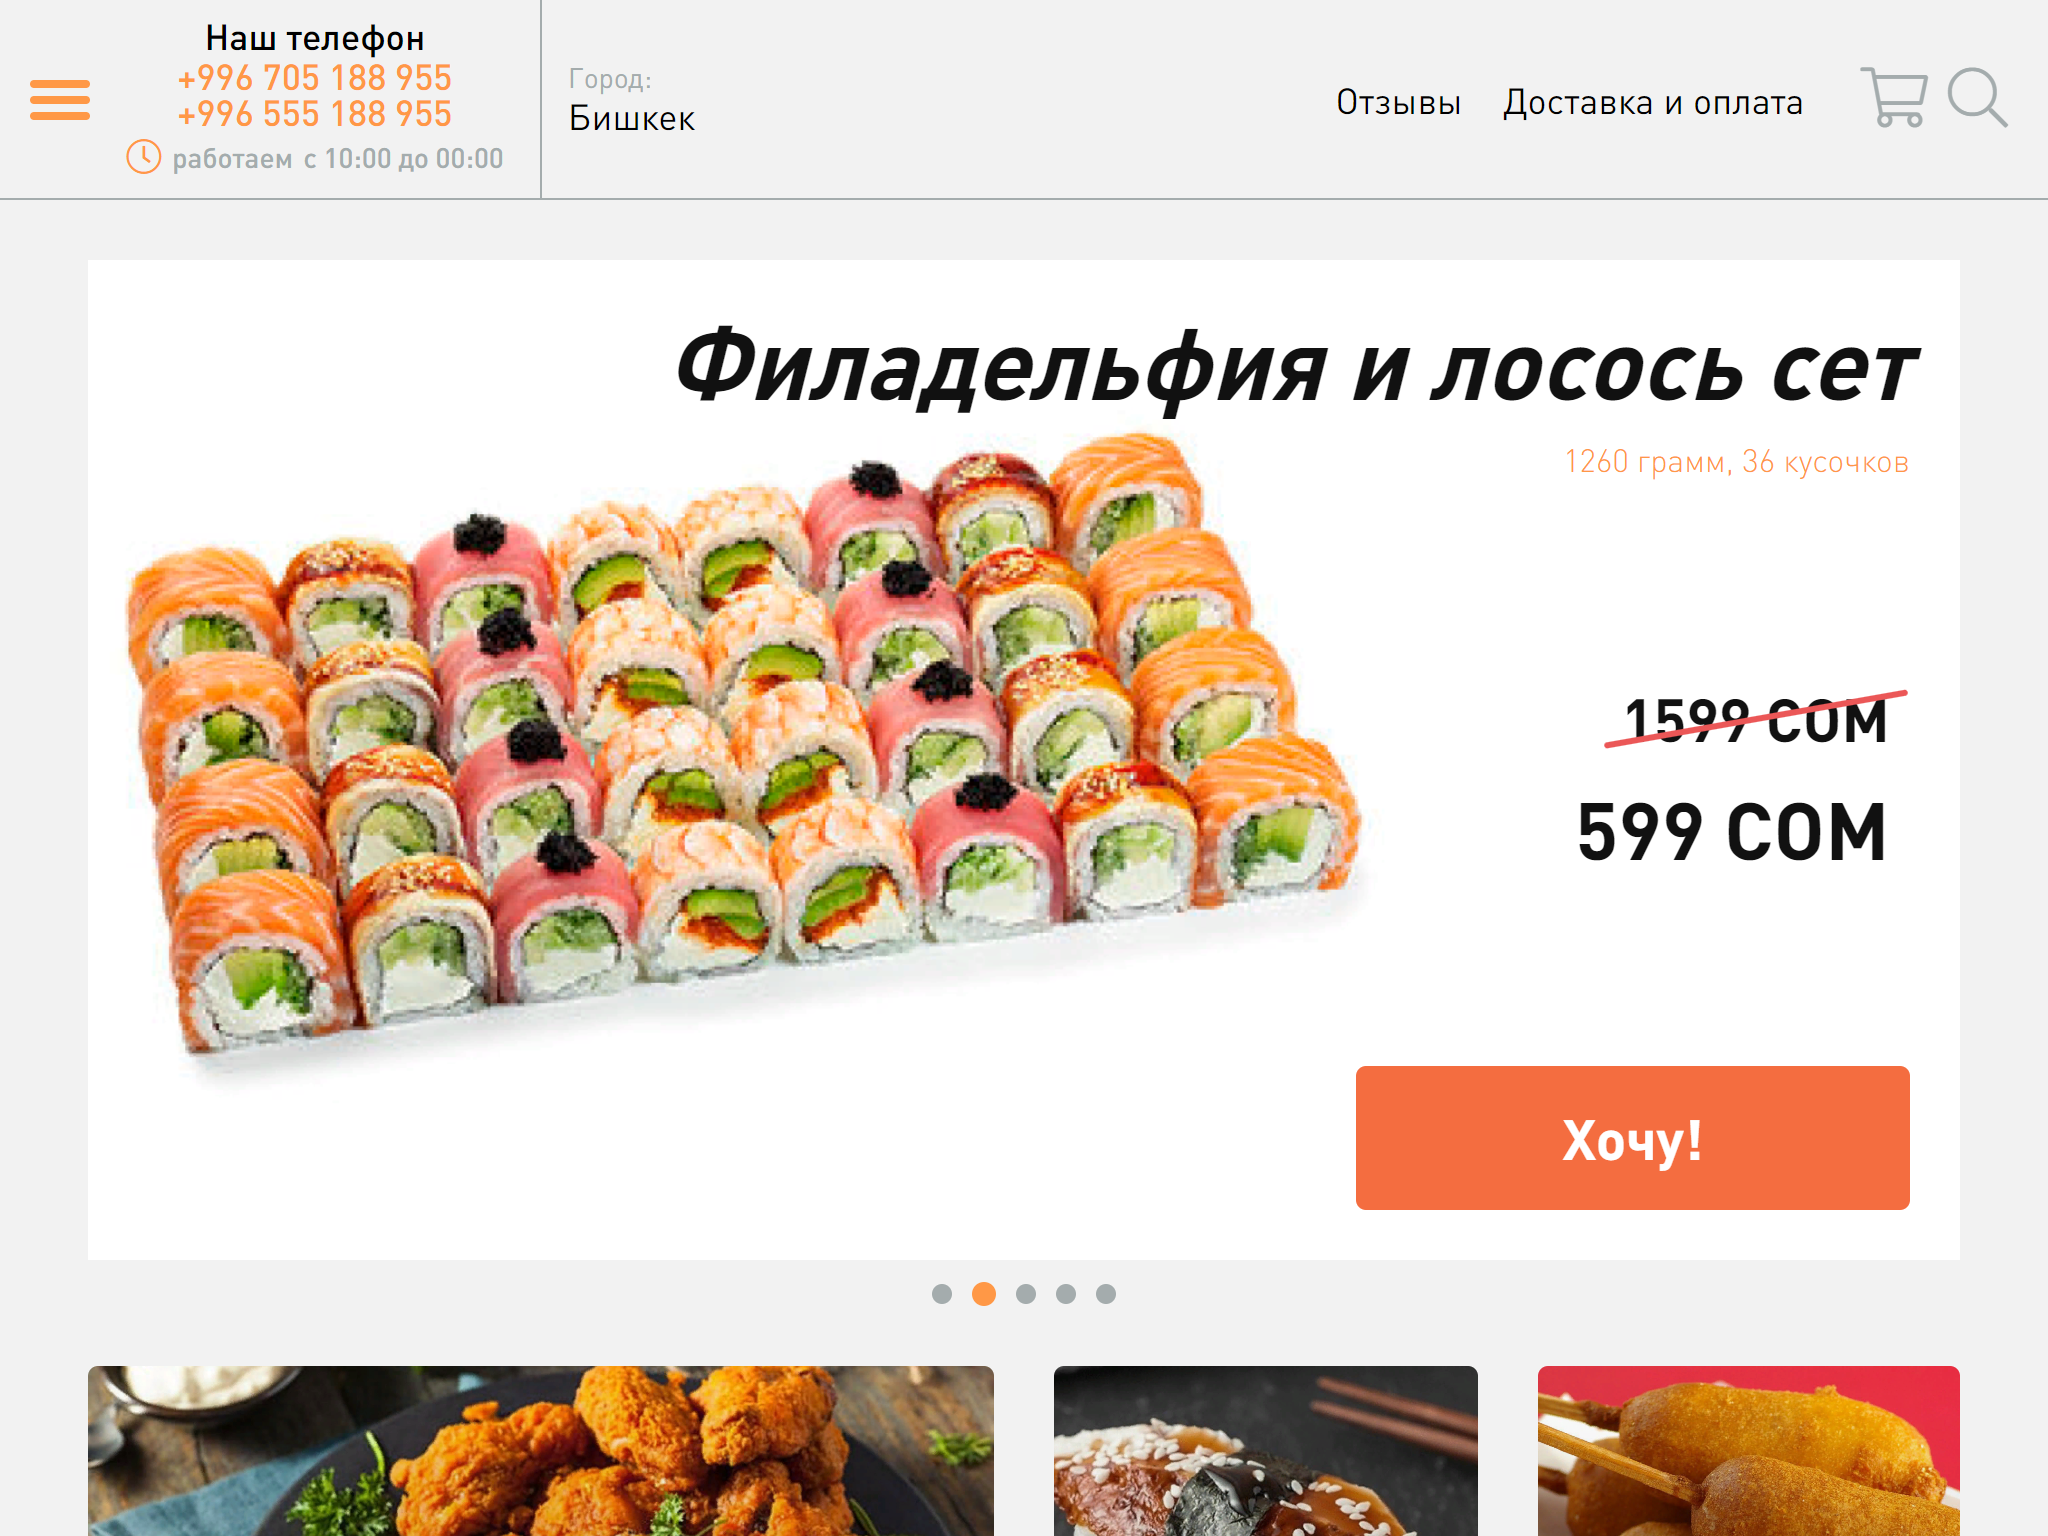 Наш телефон
+996 705 188 955
+996 555 188 955
работаем с 10:00 до 00:00
Город:
Бишкек
Отзывы
Доставка и оплата
Филадельфия и лосось сет
1260 грамм, 36 кусочков
1599 СОМ
599 СОМ
Хочу!